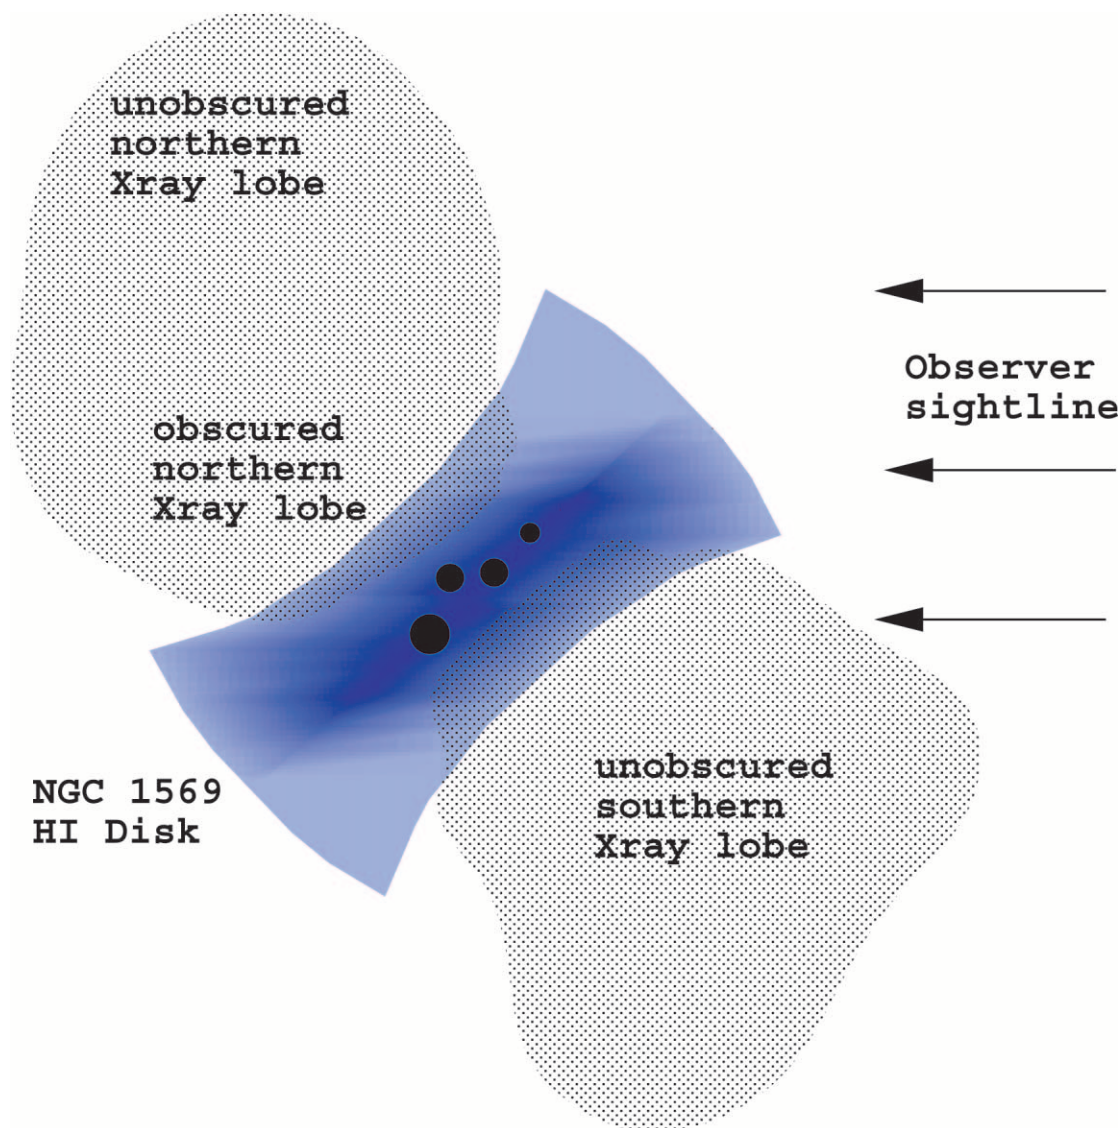 unobscured
northern
Xray lobe
Observer
sightline
obscured
northern
Xray lobe
unobscured
southern
Xray lobe
NGC 1569
HI Disk